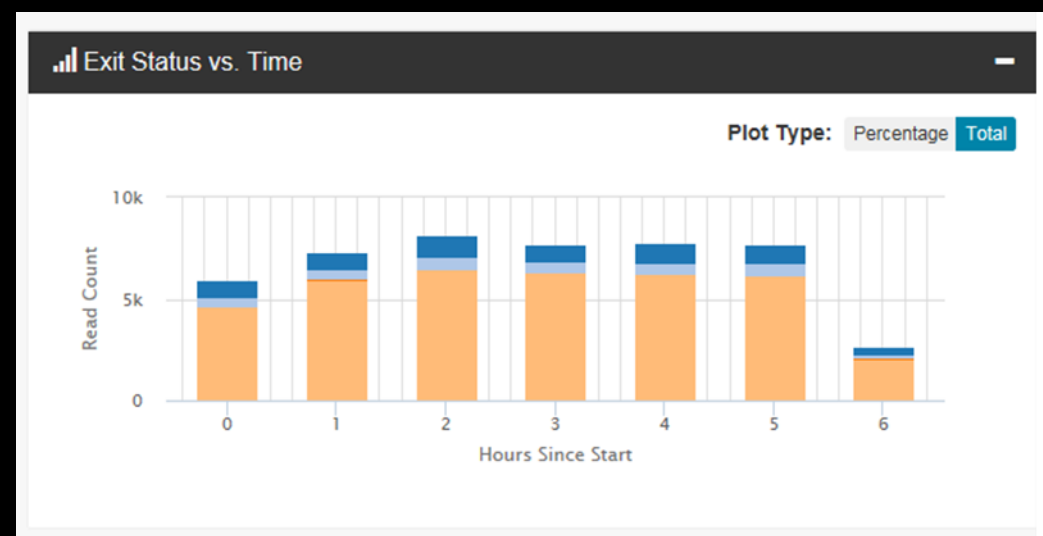 Exit Status vs. Time
Plot Type: Percentage Total
10k
5k
0
Read Count
0 1 2 3 4 5 6
Hours Since Start